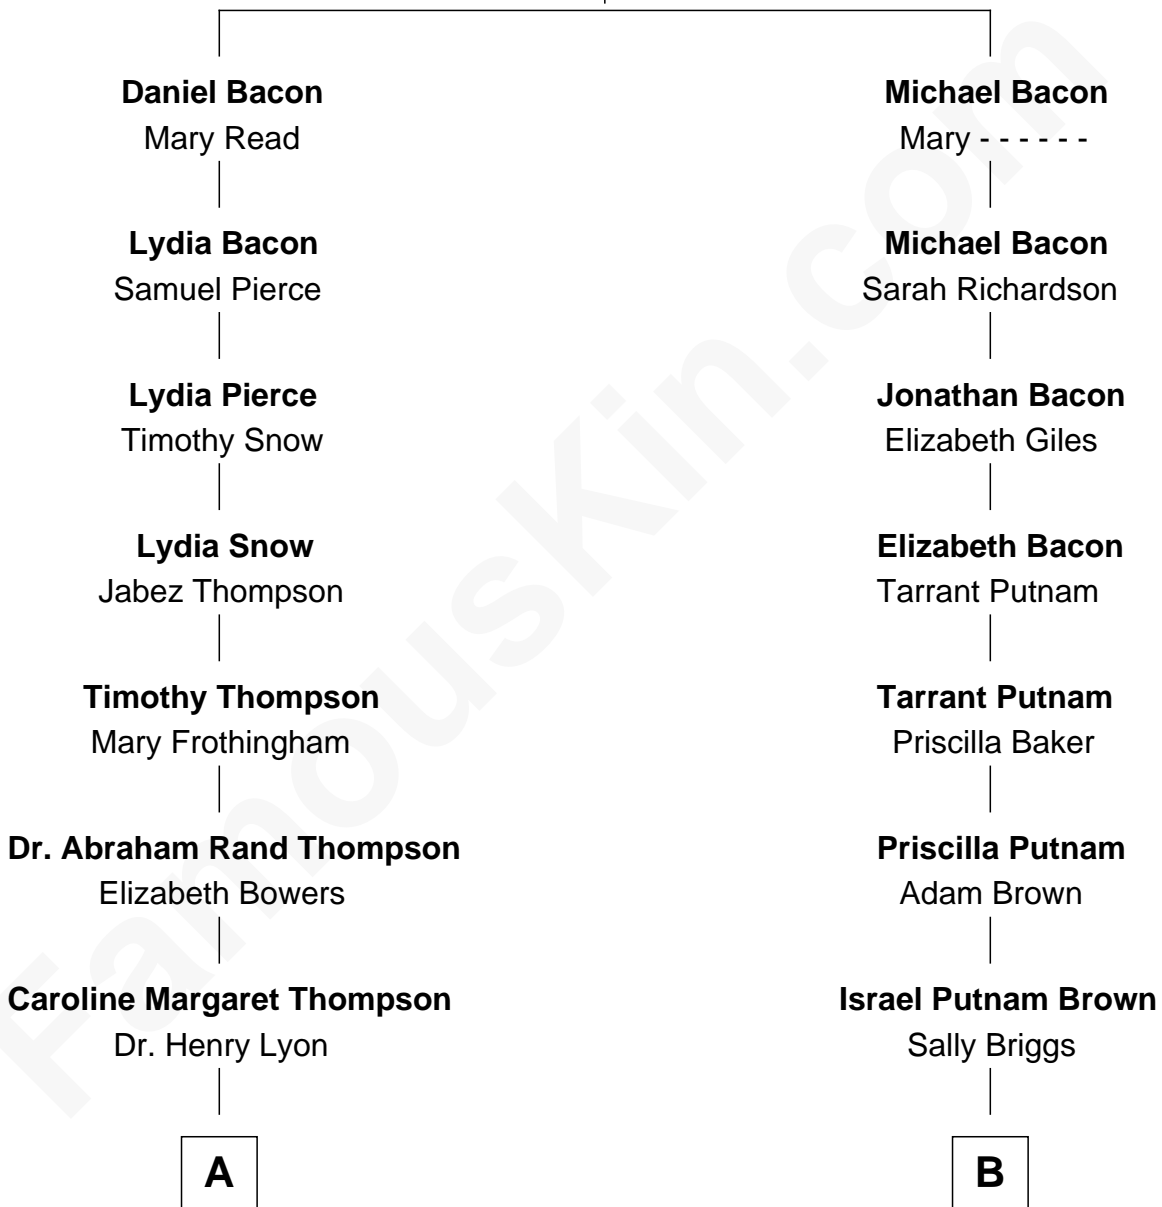 Daniel Bacon
Mary Read
Lydia Bacon
Samuel Pierce
Lydia Pierce
Timothy Snow
Lydia Snow
Jabez Thompson
Timothy Thompson
Mary Frothingham
Dr. Abraham Rand Thompson
Elizabeth Bowers
Caroline Margaret Thompson
Dr. Henry Lyon
A
Michael Bacon
Mary - - - - - -
Michael Bacon
Sarah Richardson
Jonathan Bacon
Elizabeth Giles
Elizabeth Bacon
Tarrant Putnam
Tarrant Putnam
Priscilla Baker
Priscilla Putnam
Adam Brown
Israel Putnam Brown
Sally Briggs
B
FamousKin.com